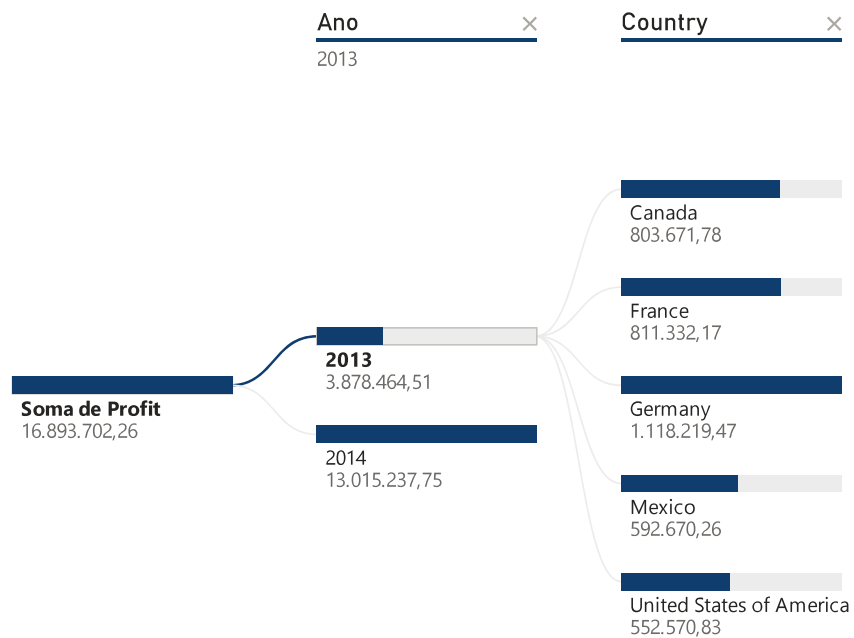 Ano
Country
2013
Canada
803.671,78
France
811.332,17
2013
3.878.464,51
Soma de Profit
16.893.702,26
Germany
1.118.219,47
2014
13.015.237,75
Mexico
592.670,26
United States of America
552.570,83